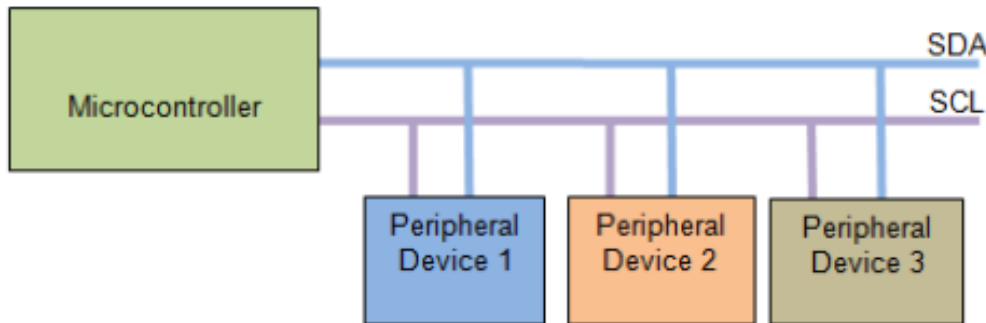 SDA
Microcontroller
SCL
Peripheral
Device 1
Peripheral
Device 2
Peripheral
Device 3